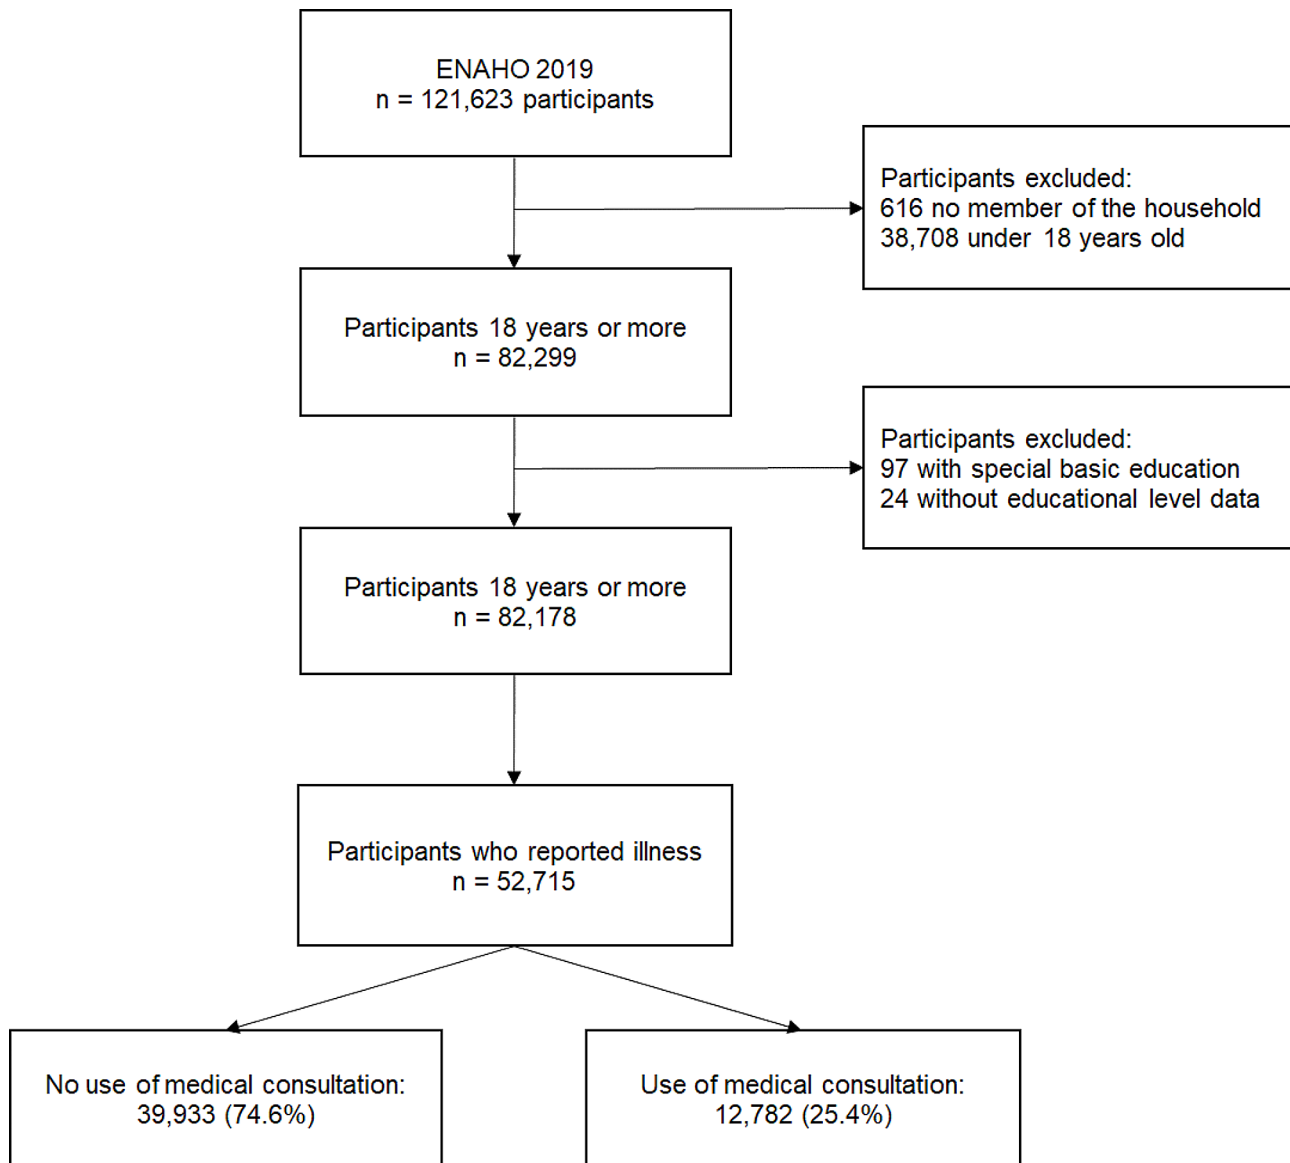 ENAHO 2019
n = 121,623 participants
Participants excluded:
616 no member of the household
38,708 under 18 years old
Participants 18 years or more
n = 82,299
Participants excluded:
97 with special basic education
24 without educational level data
Participants 18 years or more
n = 82,178
Participants who reported illness
n = 52,715
No use of medical consultation:
39,933 (74.6%)
Use of medical consultation:
12,782 (25.4%)